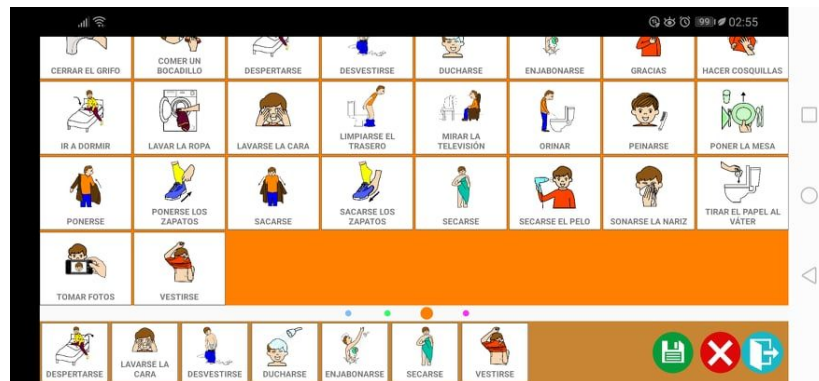 99 02:55
CERRAR EL GRIFO
COMER UN
BOCADILLO
DESPERTARSE
DESVESTIRSE
DUCHARSE
ENJABONARSE
GRACIAS
HACER COSQUILLAS
IR A DORMIR
LAVAR LA ROPA
LAVARSE LA CARA
LIMPIARSE EL
TRASERO
MIRAR LA
TELEVISIÓN
ORINAR
PEINARSE
PONER LA MESA
PONERSE
PONERSE LOS
ZAPATOS
SACARSE
SACARSE LOS
ZAPATOS
SECARSE
SECARSE EL PELO
SONARSE LA NARIZ
TIRAR EL PAPEL AL
VÁTER
TOMAR FOTOS
VESTIRSE
DESPERTARSE
LAVARSE LA
CARA
DESVESTIRSE
DUCHARSE
ENJABONARSE
SECARSE
VESTIRSE